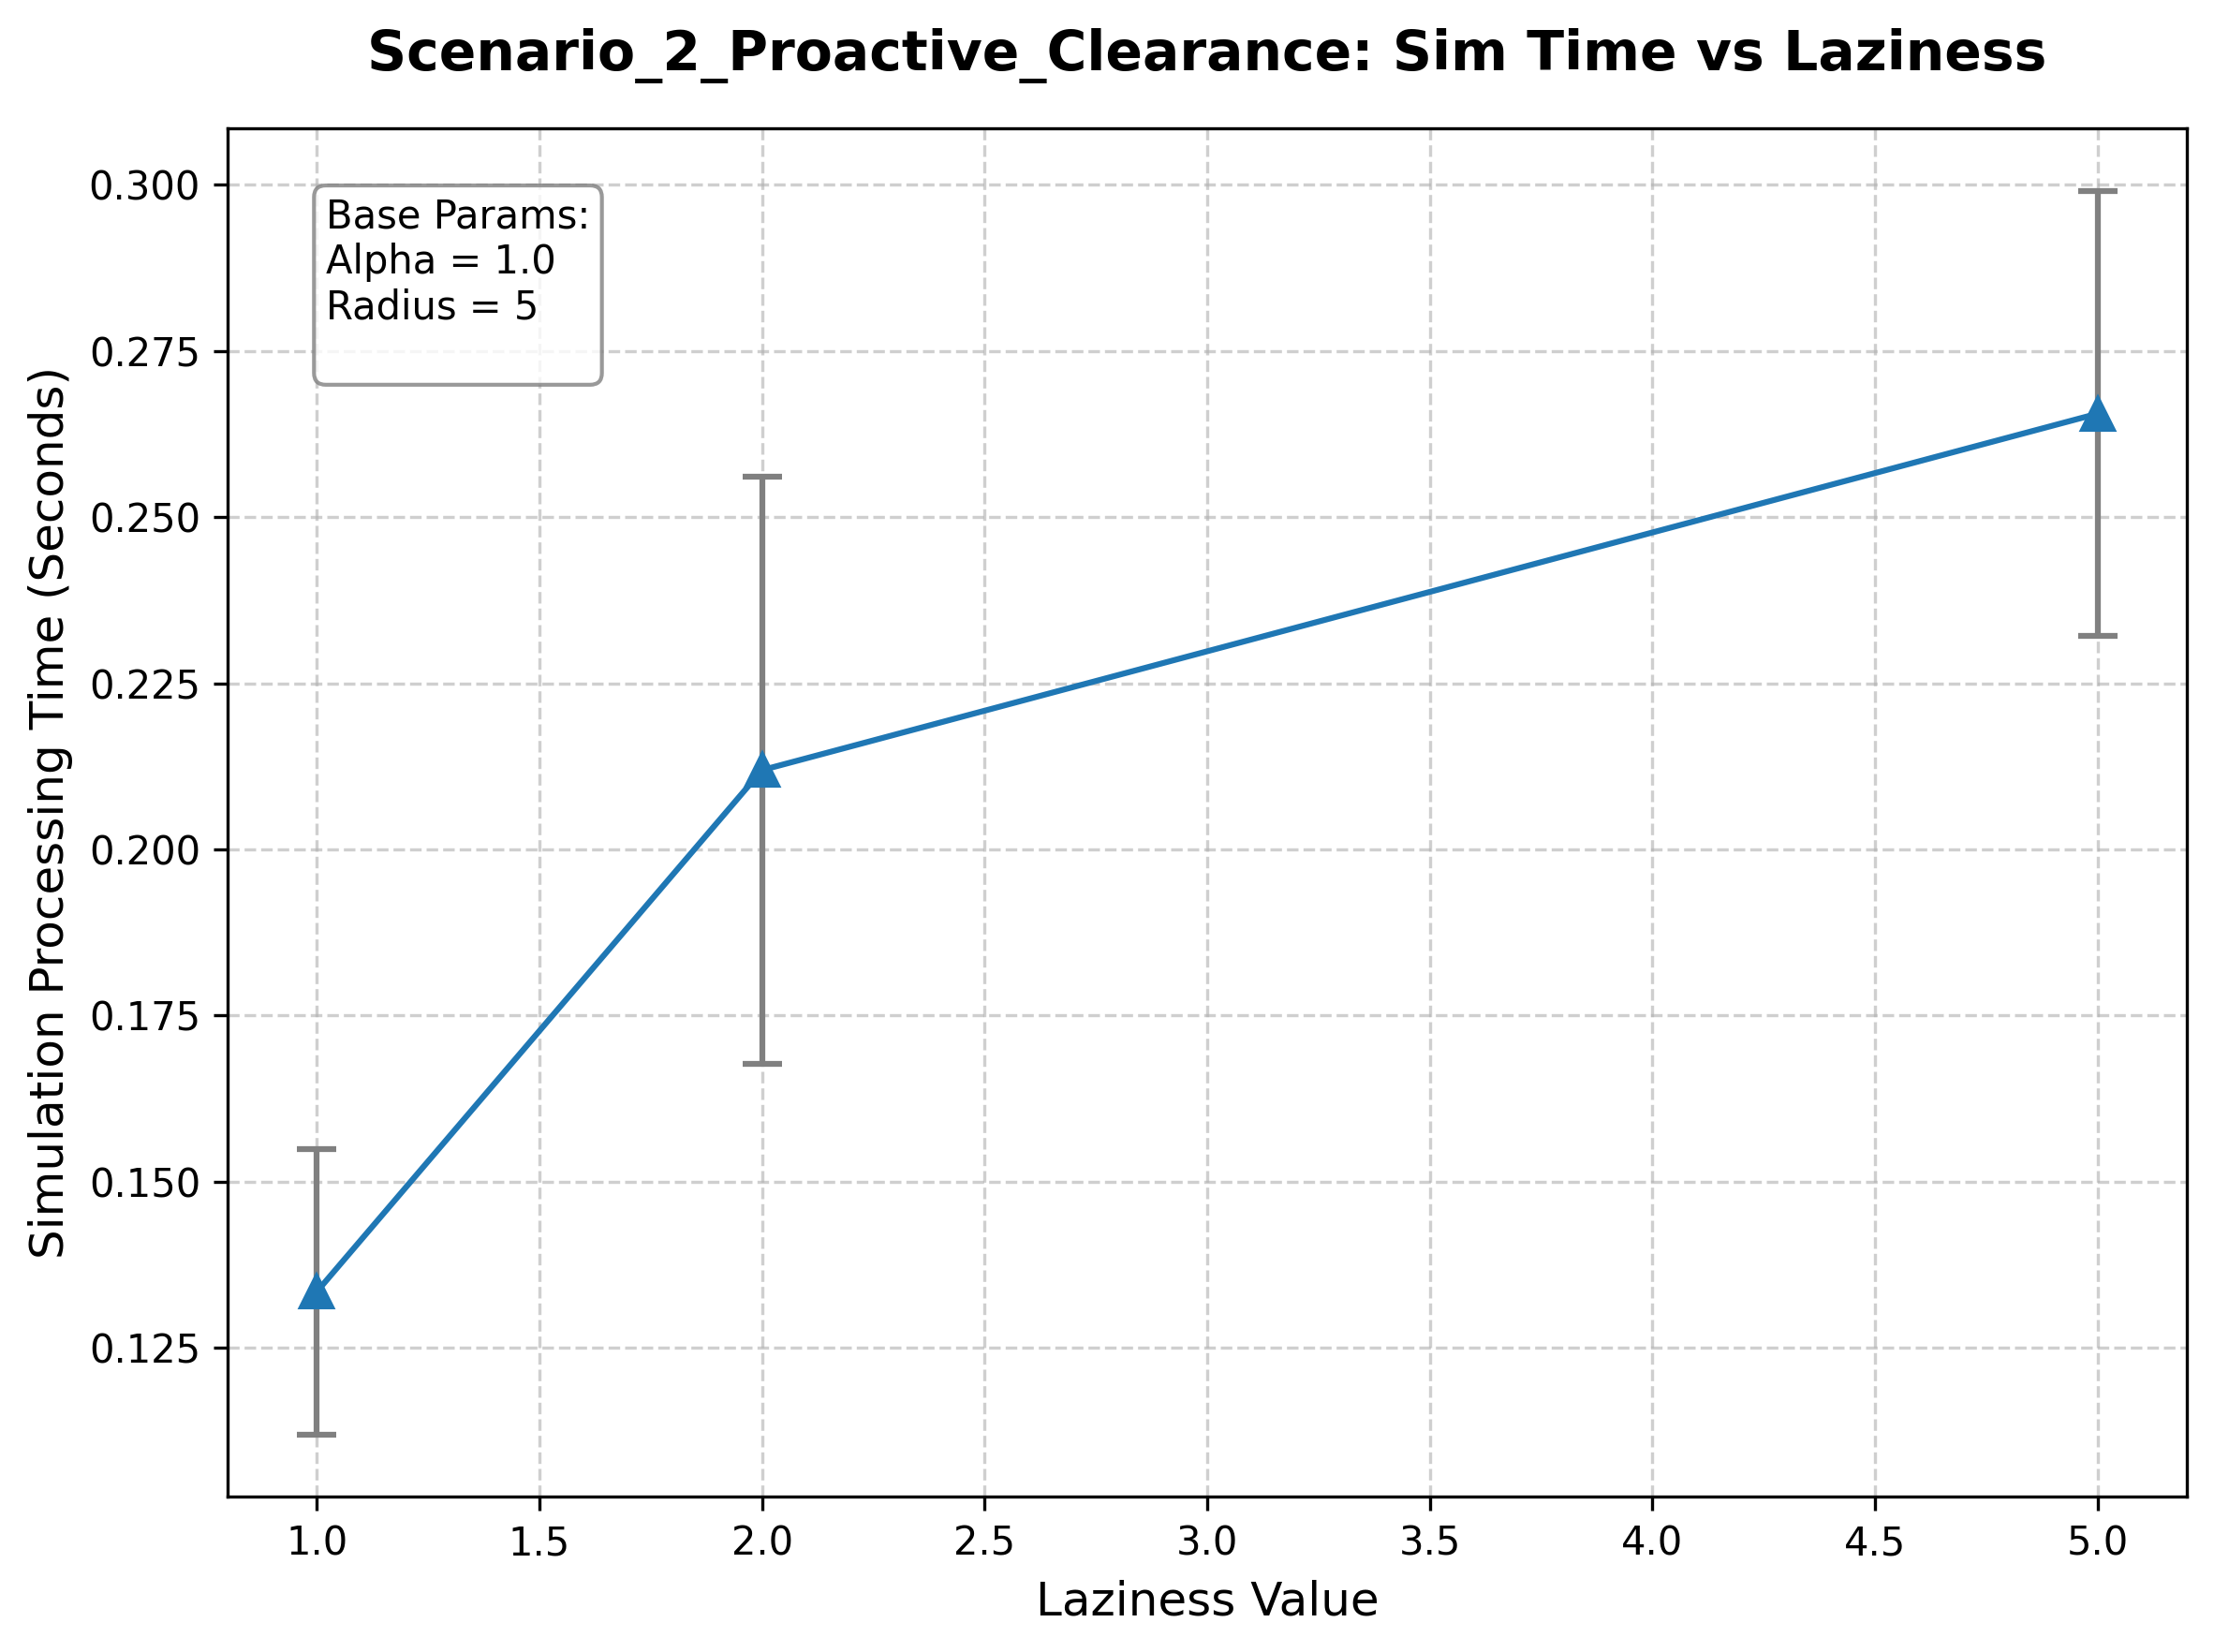 Scenario_2_Proactive_Clearance: Sim Time vs Laziness
Base Params:
Alpha = 1.0
Radius = 5
Simulation Processing Time (Seconds)
0.300
0.275
0.250
0.225
0.200
0.175
0.150
0.125
1.0 1.5 2.0 2.5 3.0 3.5 4.0 4.5 5.0
Laziness Value